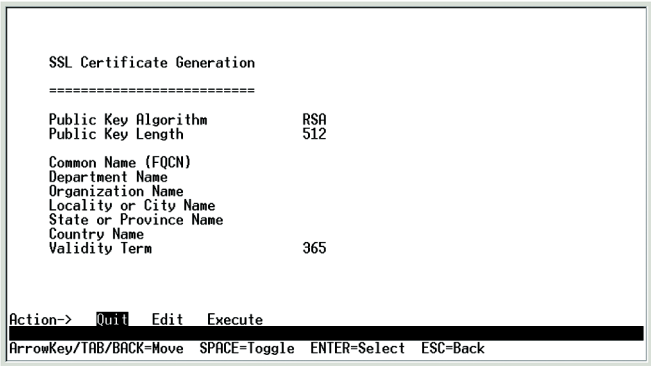 SSL Certificate Generation
==========================
Public Key Algorithm RSA
Public Key Length 512
Common Name (FQCN)
Department Name
Organization Name
Locality or City Name
State or Province Name
Country Name
Validity Term 365
Action-> Quit Edit Execute
ArrowKey/TAB/BACK=Move SPACE=Toggle ENTER=Select ESC=Back